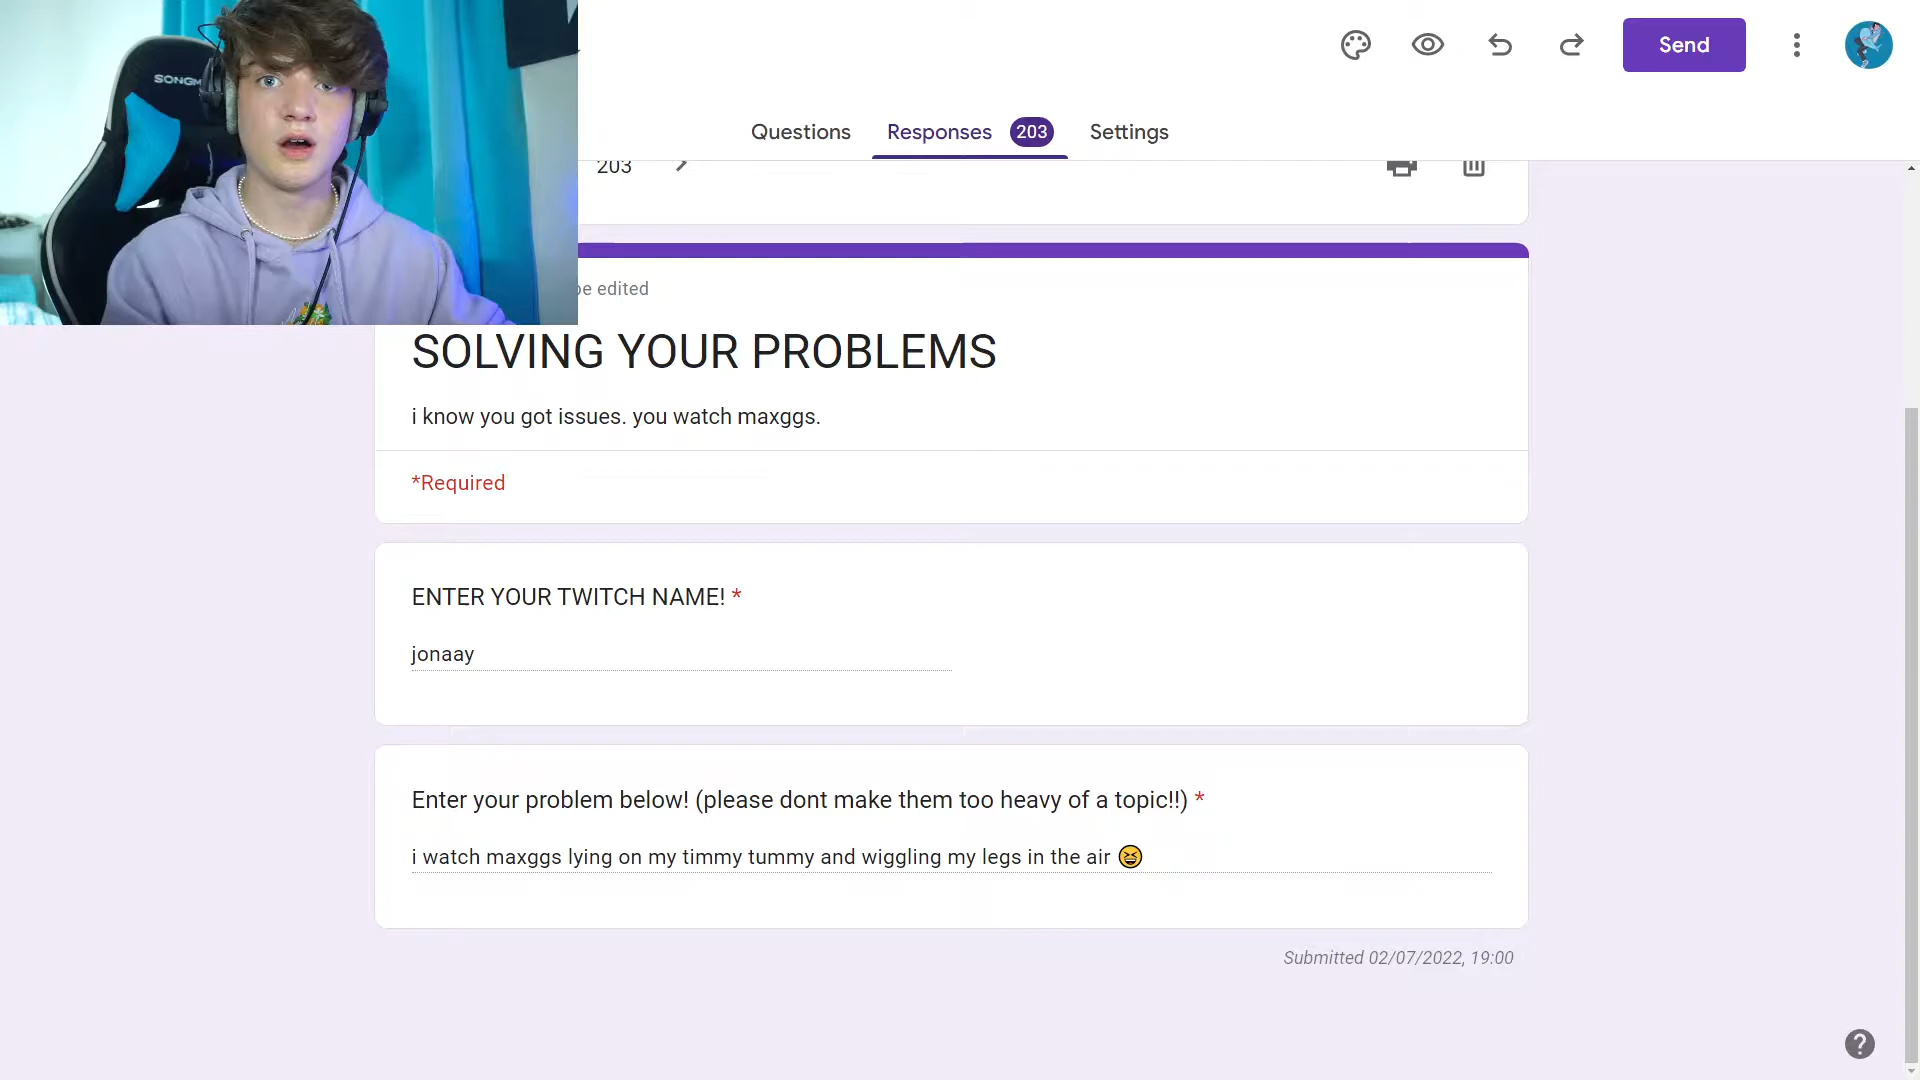 SONGM
Send
Questions
Responses 203
Settings
203
be edited
SOLVING YOUR PROBLEMS
i know you got issues. you watch maxggs.
*Required
ENTER YOUR TWITCH NAME! *
jonaay
Enter your problem below! (please dont make them too heavy of a topic!!) *
i watch maxggs lying on my timmy tummy and wiggling my legs in the air 😆
Submitted 02/07/2022, 19:00